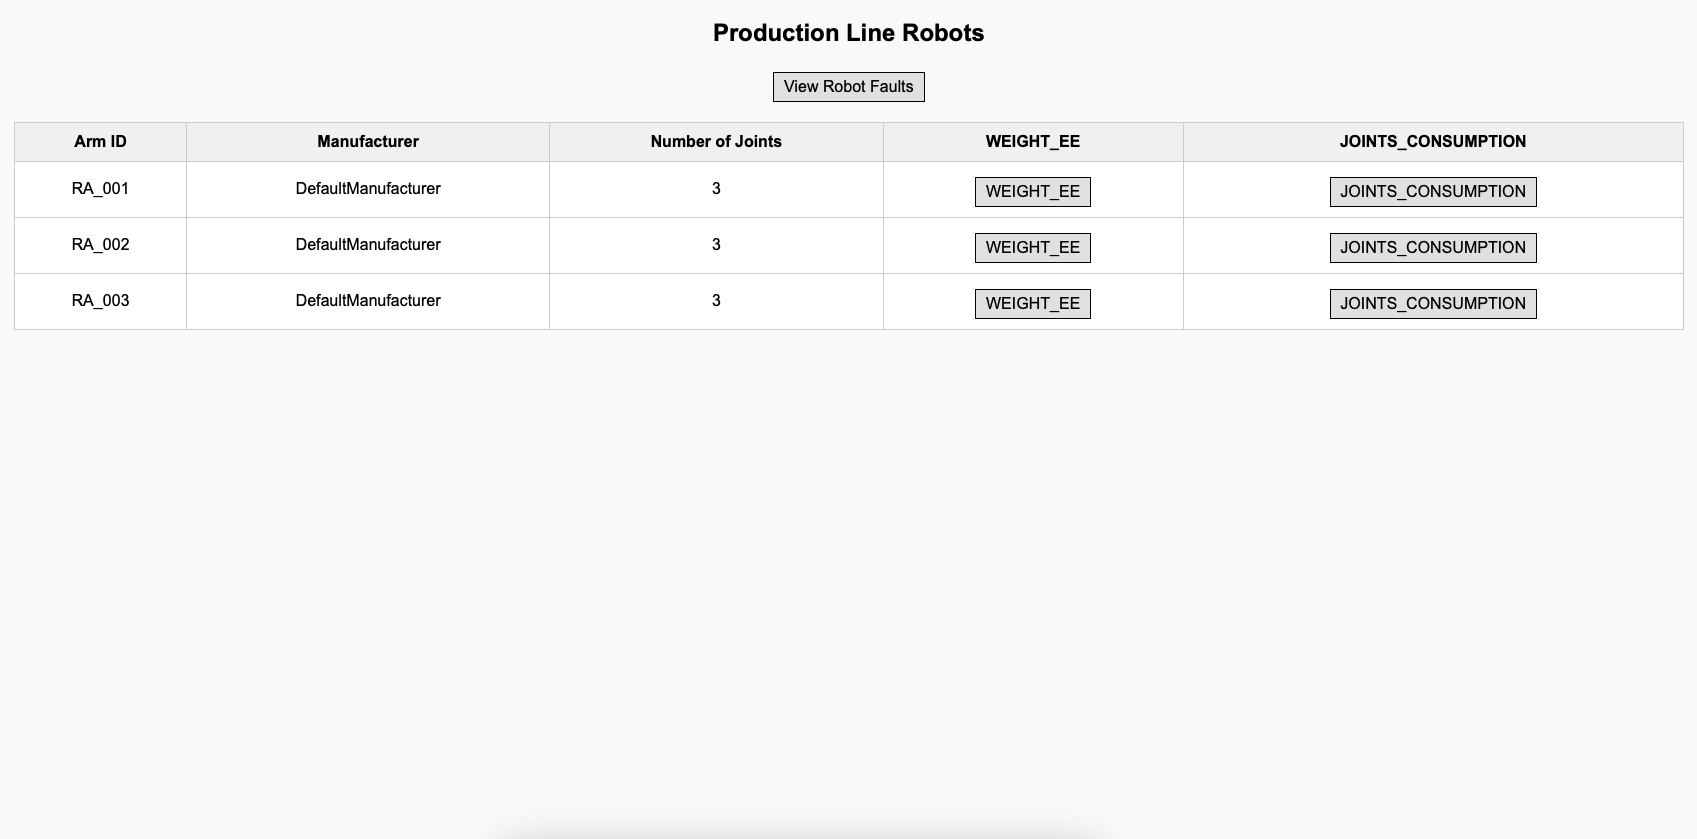 Production Line Robots
View Robot Faults
Arm ID Manufacturer Number of Joints WEIGHT_EE JOINTS_CONSUMPTION
RA_001 DefaultManufacturer 3 WEIGHT_EE JOINTS_CONSUMPTION
RA_002 DefaultManufacturer 3 WEIGHT_EE JOINTS_CONSUMPTION
RA_003 DefaultManufacturer 3 WEIGHT_EE JOINTS_CONSUMPTION